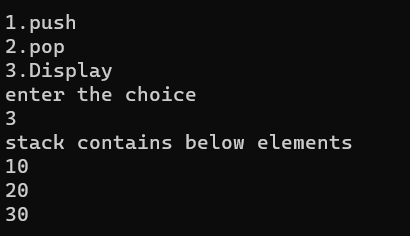 1.push
2.pop
3.Display
enter the choice
3
stack contains below elements
10
20
30